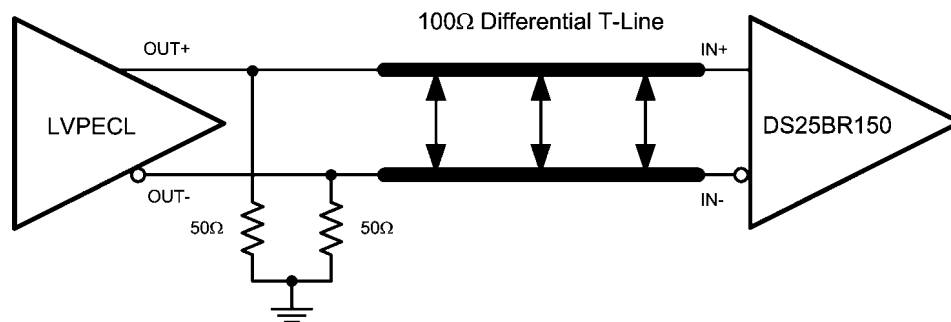 100Ω Differential T-Line
OUT+
IN+
LVPECL
DS25BR150
OUT-
IN-
50Ω
50Ω